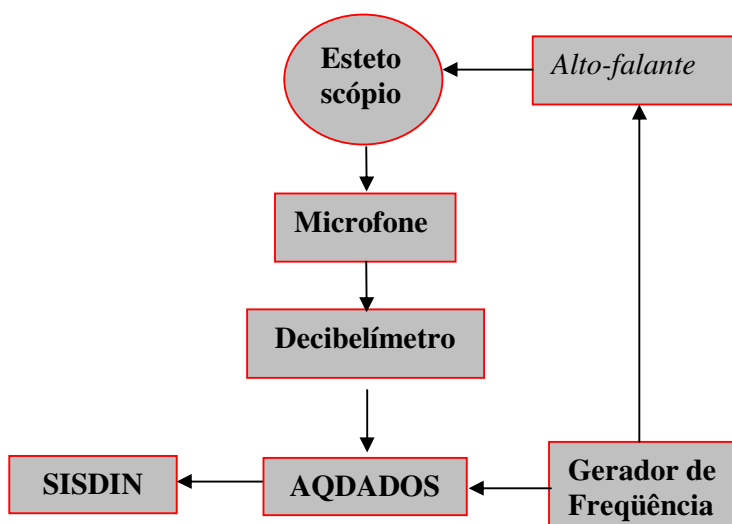 Esteto
scópio
Alto-falante
Microfone
Decibelímetro
SISDIN
AQDADOS
Gerador de
Freqüência